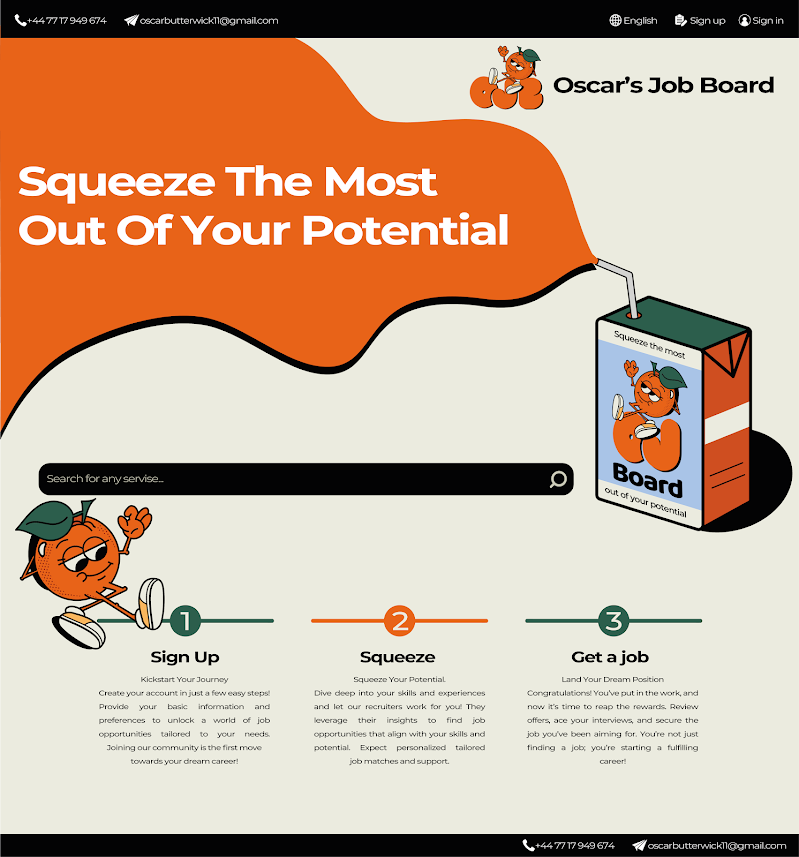 +44 77 17 949 674 oscarbutterwick11@gmail.com English Sign up Sign in
Oscar's Job Board
Squeeze The Most
Out Of Your Potential
Squeeze the most
OJ
Board
out of your potential
Search for any servise...
1
Sign Up
Kickstart Your Journey
Create your account in just a few easy steps!
Provide your basic information and
preferences to unlock a world of job
opportunities tailored to your needs.
Joining our community is the first move
towards your dream career!
2
Squeeze
Squeeze Your Potential.
Dive deep into your skills and experiences
and let our recruiters work for you! They
leverage their insights to find job
opportunities that align with your skills and
potential. Expect personalized tailored
job matches and support.
3
Get a job
Land Your Dream Position
Congratulations! You've put in the work, and
now it's time to reap the rewards. Review
offers, ace your interviews, and secure the
job you've been aiming for. You're not just
finding a job; you're starting a fulfilling
career!
+44 77 17 949 674 oscarbutterwick11@gmail.com